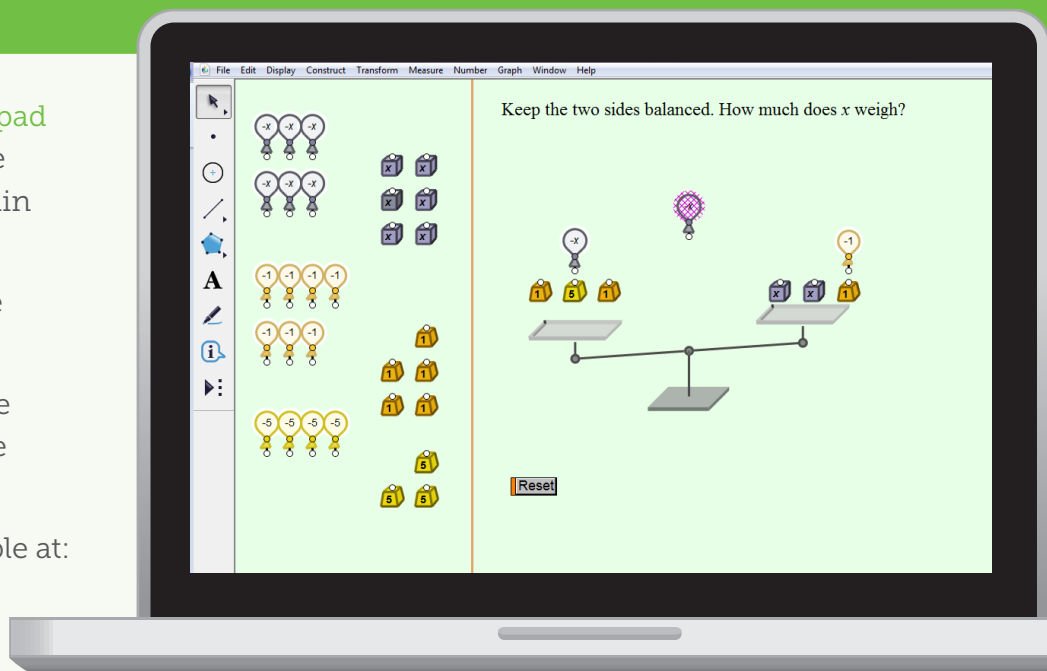 pad
File Edit Display Construct Transform Measure Number Graph Window Help
Keep the two sides balanced. How much does x weigh?
A
i
-x -x -x
-x -x -x
x x
x x
x x
-1 -1 -1 -1
-1 -1 -1
1
1 1
1 1
-5 -5 -5 -5
5
5 5
-x
-x
1 5 1
-1
x x 1
Reset
ble at: